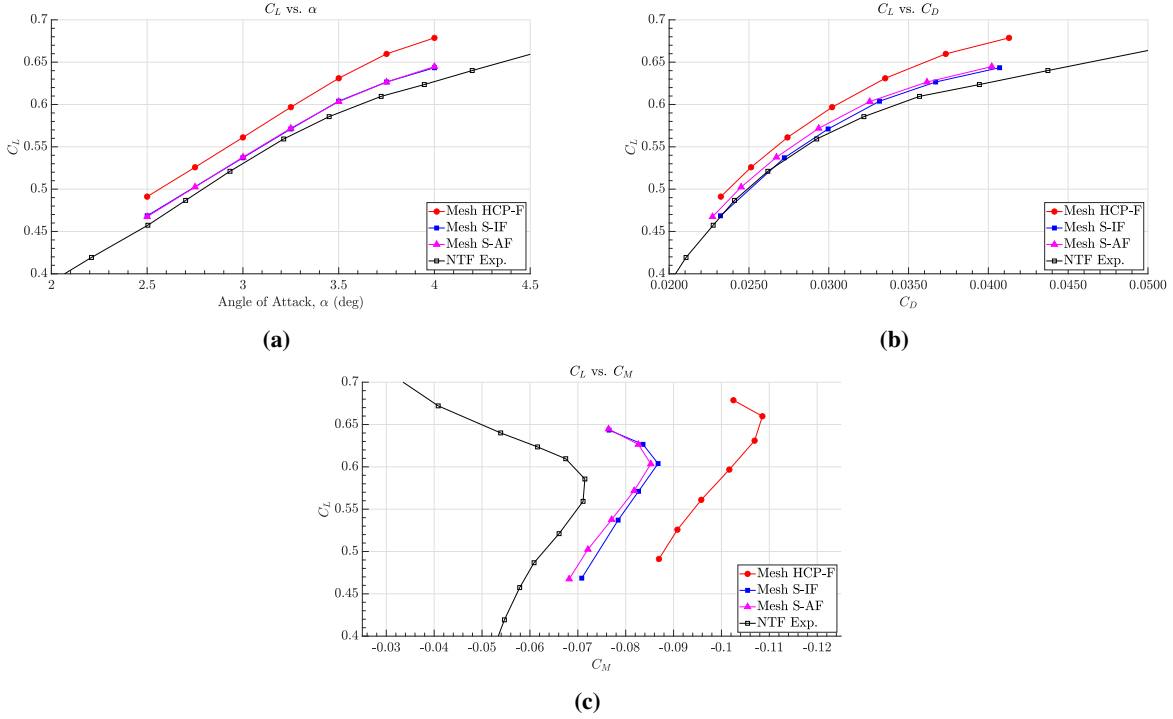 C_L vs. α
0.7
0.65
0.6
0.55
0.5
0.45
0.4
C_L
2
2.5
3
3.5
4
4.5
Angle of Attack, α (deg)
Mesh HCP-F
Mesh S-IF
Mesh S-AF
NTF Exp.
(a)
C_L vs. C_D
0.7
0.65
0.6
0.55
0.5
0.45
0.4
C_L
0.0200
0.0250
0.0300
0.0350
0.0400
0.0450
0.0500
C_D
Mesh HCP-F
Mesh S-IF
Mesh S-AF
NTF Exp.
(b)
C_L vs. C_M
0.7
0.65
0.6
0.55
0.5
0.45
0.4
C_L
-0.03
-0.04
-0.05
-0.06
-0.07
-0.08
-0.09
-0.1
-0.11
-0.12
C_M
Mesh HCP-F
Mesh S-IF
Mesh S-AF
NTF Exp.
(c)